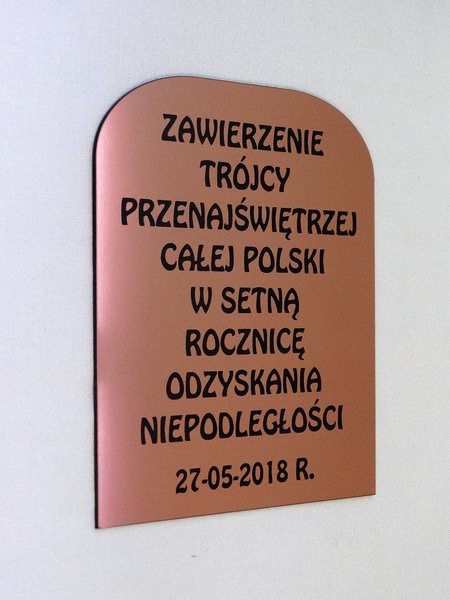 ZAWIERZENIE
TRÓJCY
PRZENAJŚWIĘTRZEJ
CAŁEJ POLSKI
W SETNĄ
ROCZNICĘ
ODZYSKANIA
NIEPODLEGŁOŚCI
27-05-2018 R.